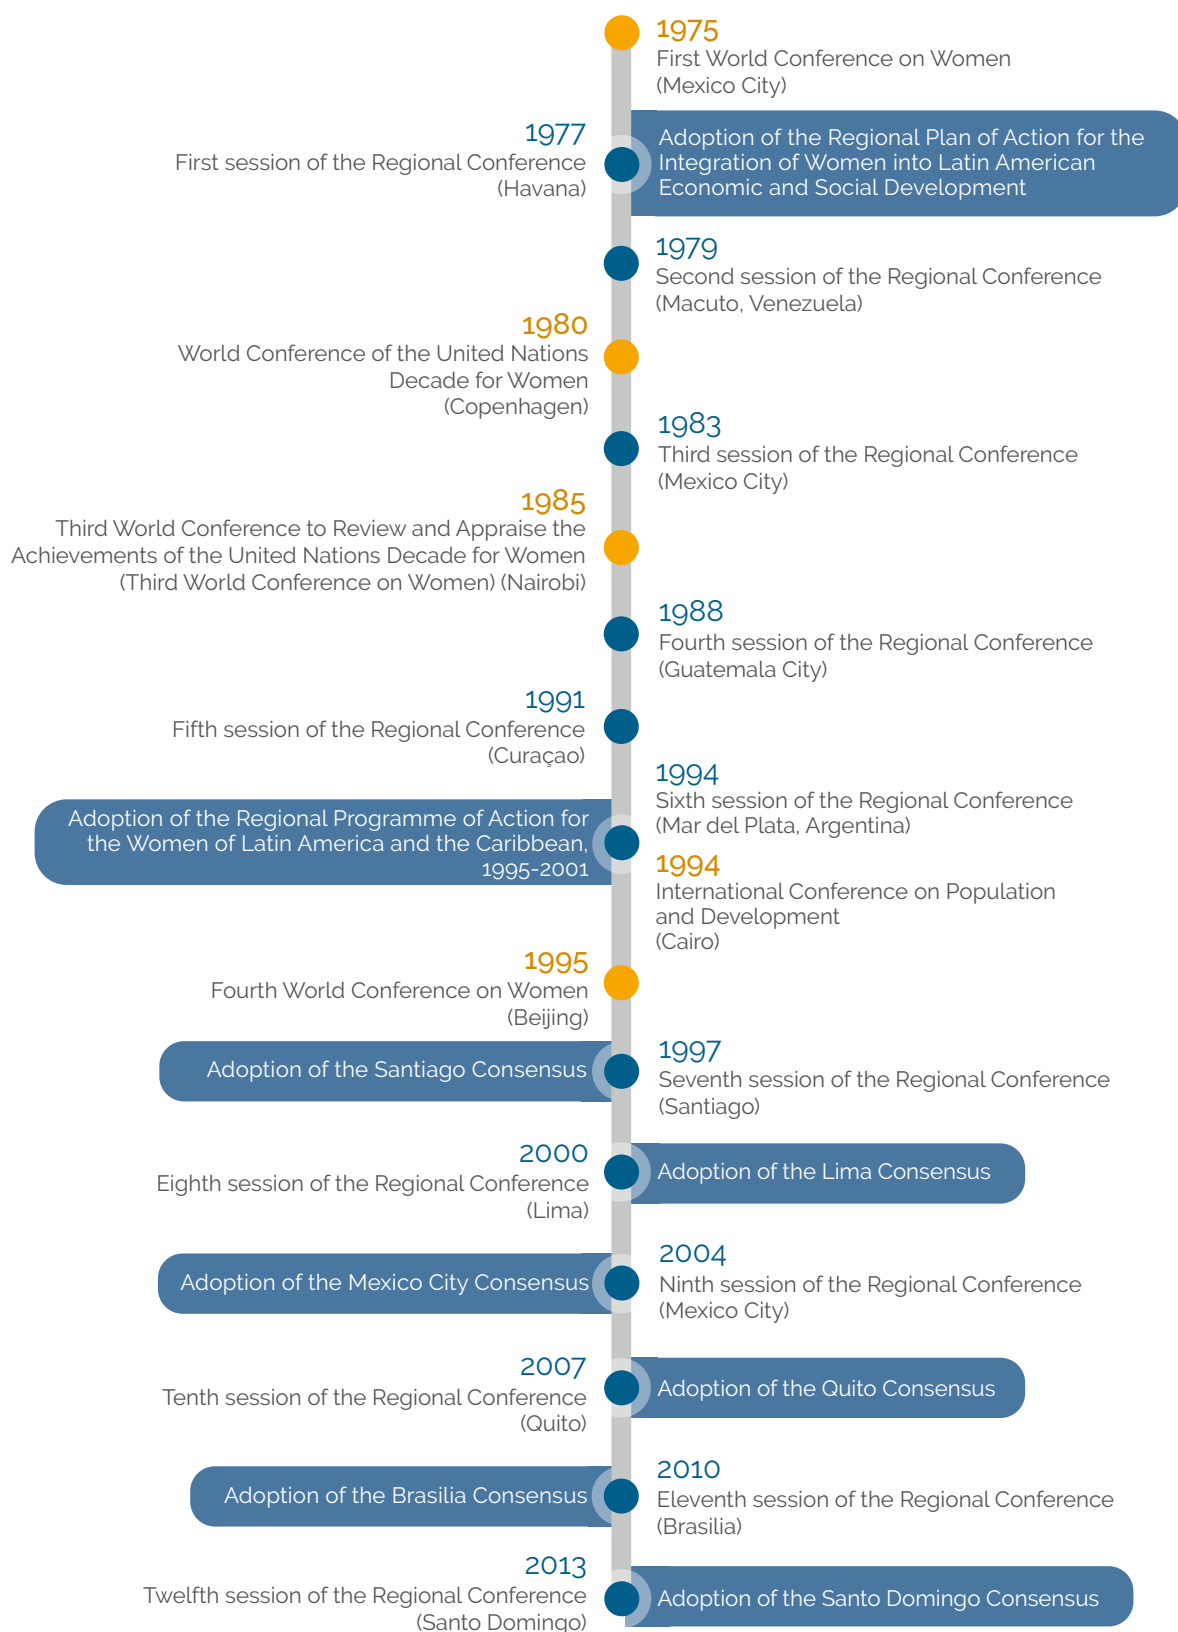 1975
First World Conference on Women
(Mexico City)
1977
First session of the Regional Conference
(Havana)
Adoption of the Regional Plan of Action for the
Integration of Women into Latin American
Economic and Social Development
1979
Second session of the Regional Conference
(Macuto, Venezuela)
1980
World Conference of the United Nations
Decade for Women
(Copenhagen)
1983
Third session of the Regional Conference
(Mexico City)
1985
Third World Conference to Review and Appraise the
Achievements of the United Nations Decade for Women
(Third World Conference on Women) (Nairobi)
1988
Fourth session of the Regional Conference
(Guatemala City)
1991
Fifth session of the Regional Conference
(Curaçao)
1994
Sixth session of the Regional Conference
(Mar del Plata, Argentina)
Adoption of the Regional Programme of Action for
the Women of Latin America and the Caribbean,
1995-2001
1994
International Conference on Population
and Development
(Cairo)
1995
Fourth World Conference on Women
(Beijing)
1997
Seventh session of the Regional Conference
(Santiago)
Adoption of the Santiago Consensus
2000
Eighth session of the Regional Conference
(Lima)
Adoption of the Lima Consensus
2004
Ninth session of the Regional Conference
(Mexico City)
Adoption of the Mexico City Consensus
2007
Tenth session of the Regional Conference
(Quito)
Adoption of the Quito Consensus
2010
Eleventh session of the Regional Conference
(Brasilia)
Adoption of the Brasilia Consensus
2013
Twelfth session of the Regional Conference
(Santo Domingo)
Adoption of the Santo Domingo Consensus